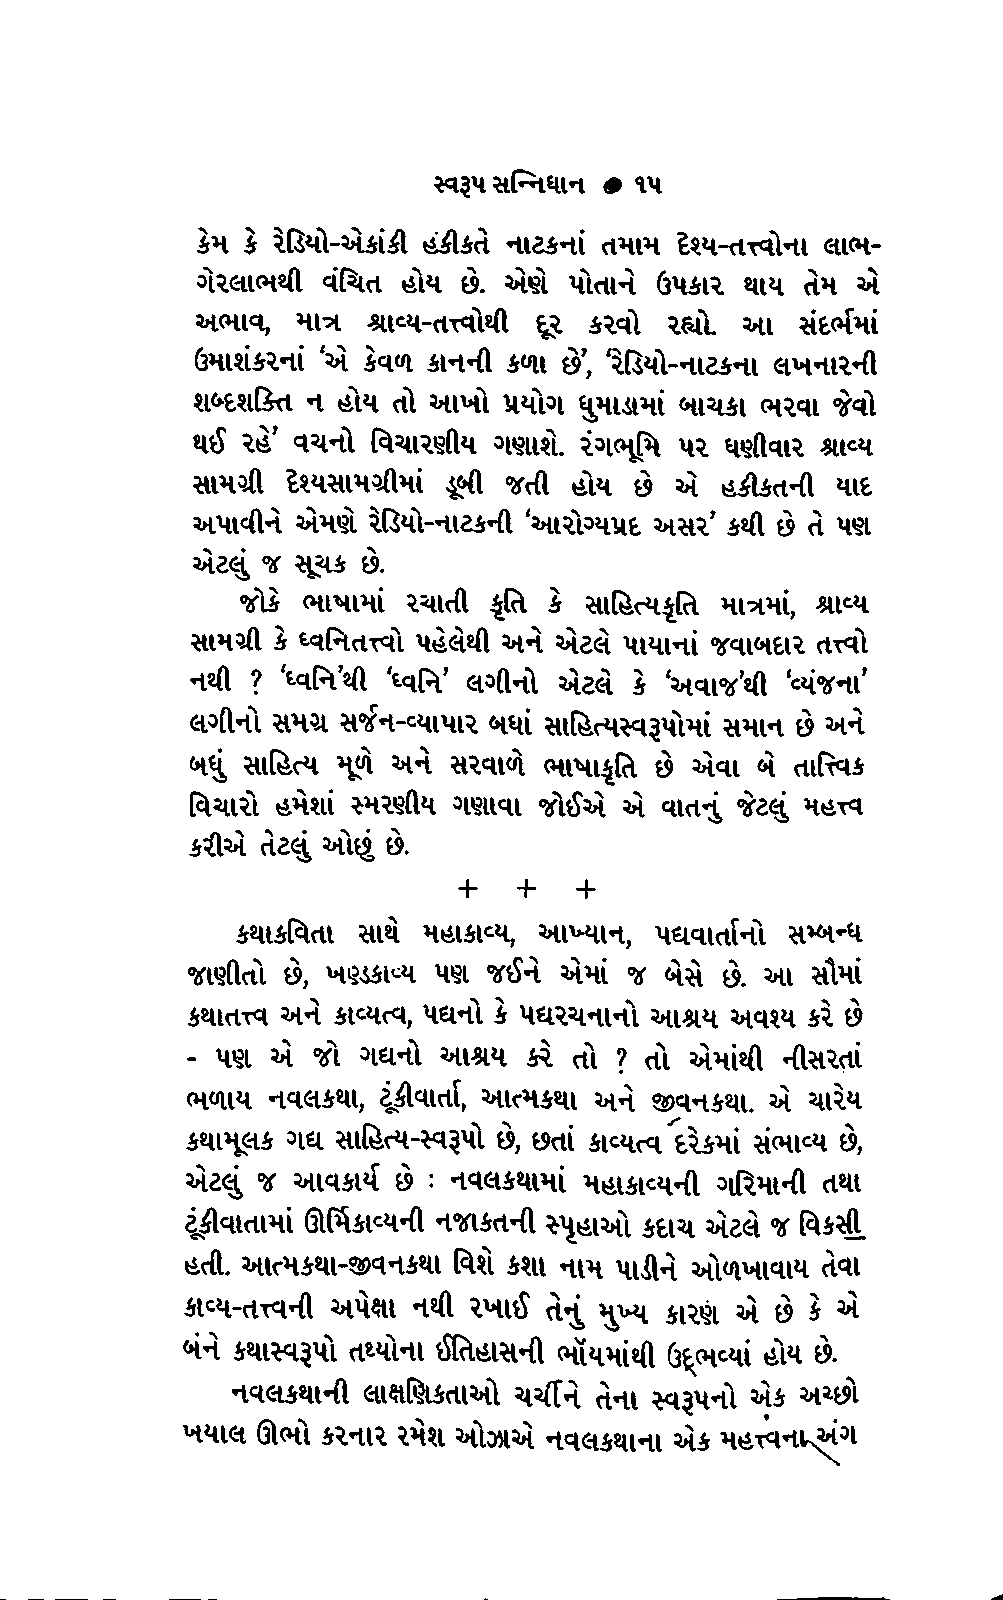 સ્વરૂપ સન્નિધાન ● ૧૫
કેમ કે રેડિયો-એકાંકી હકીકતે નાટકનાં તમામ દૃશ્ય-તત્ત્વોના લાભ-
ગેરલાભથી વંચિત હોય છે. એણે પોતાને ઉપકાર થાય તેમ એ
અભાવ, માત્ર શ્રાવ્ય-તત્ત્વોથી દૂર કરવો રહ્યો. આ સંદર્ભમાં
ઉમાશંકરનાં ‘એ કેવળ કાનની કળા છે’, ‘રેડિયો-નાટકના લખનારની
શબ્દશક્તિ ન હોય તો આખો પ્રયોગ ધુમાડામાં બાચકા ભરવા જેવો
થઈ રહે’ વચનો વિચારણીય ગણાશે. રંગભૂમિ પર ઘણીવાર શ્રાવ્ય
સામગ્રી દૃશ્યસામગ્રીમાં ડૂબી જતી હોય છે એ હકીકતની યાદ
અપાવીને એમણે રેડિયો-નાટકની ‘આરોગ્યપ્રદ અસર’ કથી છે તે પણ
એટલું જ સૂચક છે.
જોકે ભાષામાં રચાતી કૃતિ કે સાહિત્યકૃતિ માત્રમાં, શ્રાવ્ય
સામગ્રી કે ધ્વનિતત્ત્વો પહેલેથી અને એટલે પાયાનાં જવાબદાર તત્ત્વો
નથી ? ‘ધ્વનિ’થી ‘ધ્વનિ’ લગીનો એટલે કે ‘અવાજ’થી ‘વ્યંજના’
લગીનો સમગ્ર સર્જન-વ્યાપાર બધાં સાહિત્યસ્વરૂપોમાં સમાન છે અને
બધું સાહિત્ય મૂળે અને સરવાળે ભાષાકૃતિ છે એવા બે તાત્ત્વિક
વિચારો હમેશાં સ્મરણીય ગણાવા જોઈએ એ વાતનું જેટલું મહત્ત્વ
કરીએ તેટલું ઓછું છે.
+ + +
કથાકવિતા સાથે મહાકાવ્ય, આખ્યાન, પદ્યવાર્તાનો સમ્બન્ધ
જાણીતો છે, ખણ્ડકાવ્ય પણ જઈને એમાં જ બેસે છે. આ સૌમાં
કથાતત્ત્વ અને કાવ્યત્વ, પદ્યનો કે પદ્યરચનાનો આશ્રય અવશ્ય કરે છે
- પણ એ જો ગદ્યનો આશ્રય કરે તો ? તો એમાંથી નીસરતાં
ભળાય નવલકથા, ટૂંકીવાર્તા, આત્મકથા અને જીવનકથા. એ ચારેય
કથામૂલક ગદ્ય સાહિત્ય-સ્વરૂપો છે, છતાં કાવ્યત્વ દરેકમાં સંભાવ્ય છે,
એટલું જ આવકાર્ય છે : નવલકથામાં મહાકાવ્યની ગરિમાની તથા
ટૂંકીવાતામાં ઊર્મિકાવ્યની નજાકતની સ્પૃહાઓ કદાચ એટલે જ વિકસી
હતી. આત્મકથા-જીવનકથા વિશે કશા નામ પાડીને ઓળખાવાય તેવા
કાવ્ય-તત્ત્વની અપેક્ષા નથી રખાઈ તેનું મુખ્ય કારણ એ છે કે એ
બંને કથાસ્વરૂપો તથ્યોના ઈતિહાસની ભૉંયમાંથી ઉદ્ભવ્યાં હોય છે.
નવલકથાની લાક્ષણિકતાઓ ચર્ચીને તેના સ્વરૂપનો એક અચ્છો
ખયાલ ઊભો કરનાર રમેશ ઓઝાએ નવલકથાના એક મહત્ત્વના અંગ